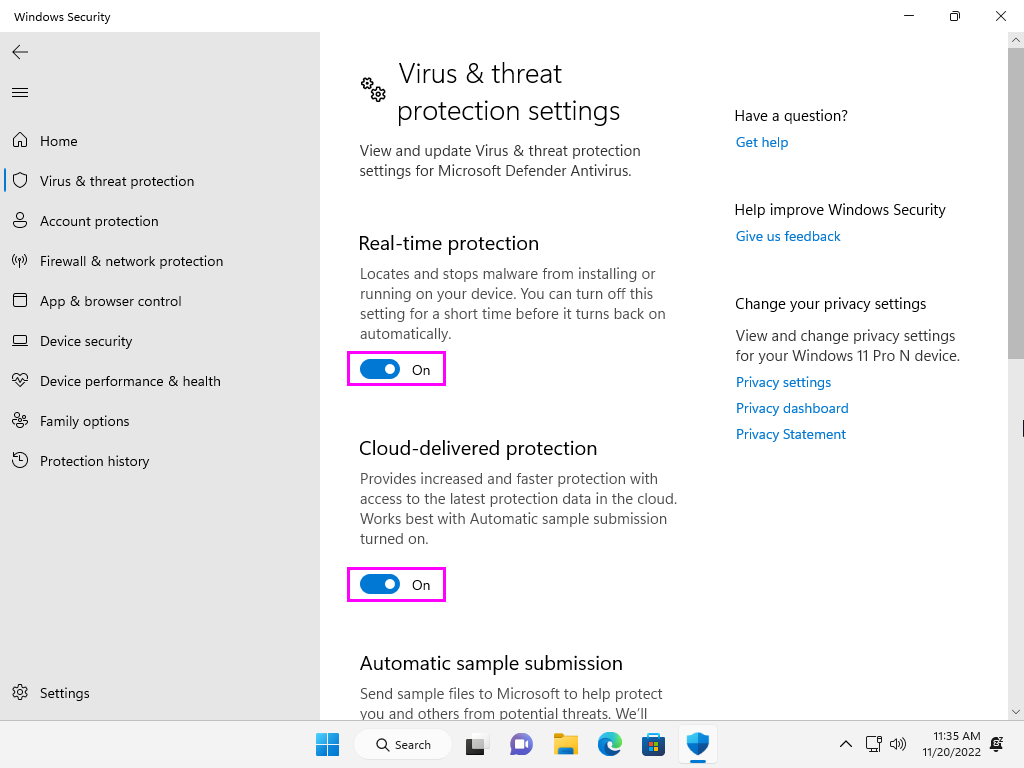 Windows Security
Home
Virus & threat protection
Account protection
Firewall & network protection
App & browser control
Device security
Device performance & health
Family options
Protection history
Settings
Virus & threat
protection settings
View and update Virus & threat protection
settings for Microsoft Defender Antivirus.
Real-time protection
Locates and stops malware from installing or
running on your device. You can turn off this
setting for a short time before it turns back on
automatically.
On
Cloud-delivered protection
Provides increased and faster protection with
access to the latest protection data in the cloud.
Works best with Automatic sample submission
turned on.
On
Automatic sample submission
Send sample files to Microsoft to help protect
you and others from potential threats. We'll
Have a question?
Get help
Help improve Windows Security
Give us feedback
Change your privacy settings
View and change privacy settings
for your Windows 11 Pro N device.
Privacy settings
Privacy dashboard
Privacy Statement
Search
11:35 AM
11/20/2022